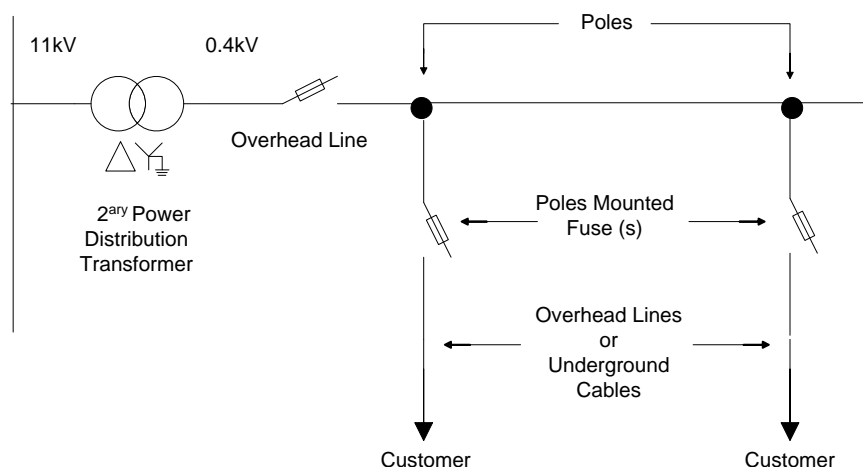 Poles
11kV
0.4kV
Overhead Line
2ary Power
Distribution
Transformer
Poles Mounted
Fuse (s)
Overhead Lines
or
Underground
Cables
Customer
Customer